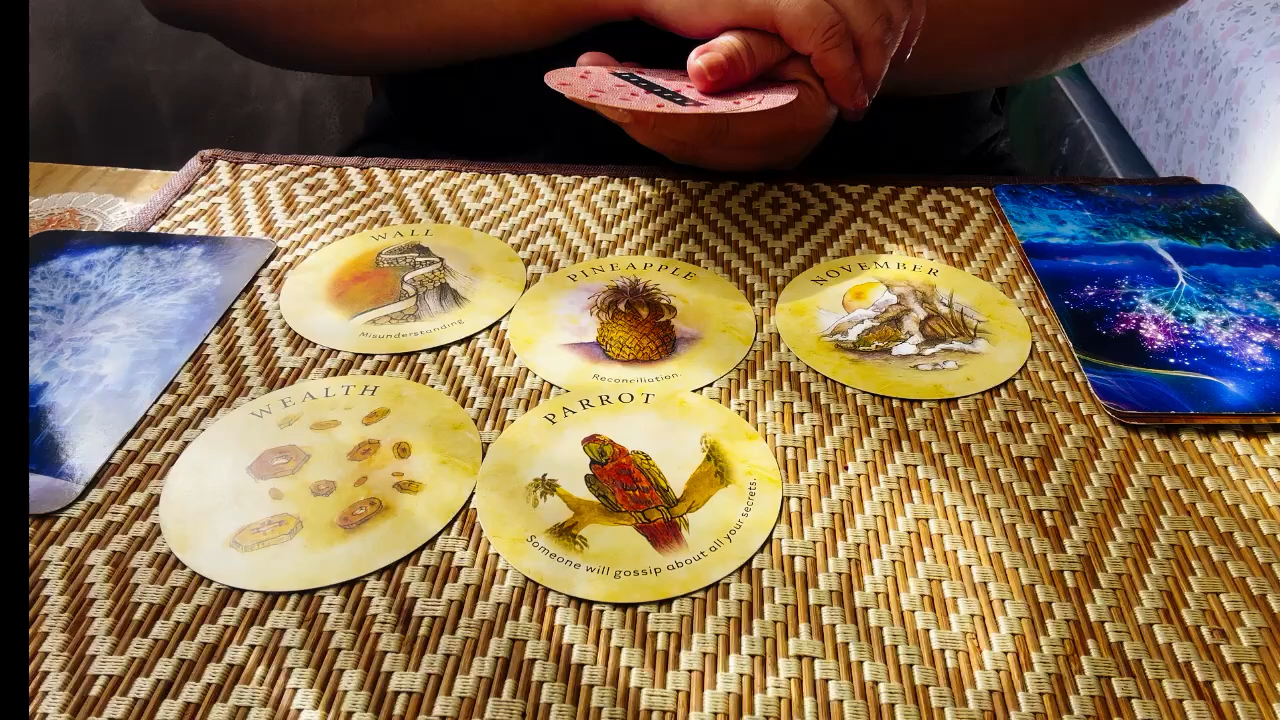 WALL
Misunderstanding
PINEAPPLE
Reconciliation.
NOVEMBER
WEALTH
PARROT
Someone will gossip about all your secrets.